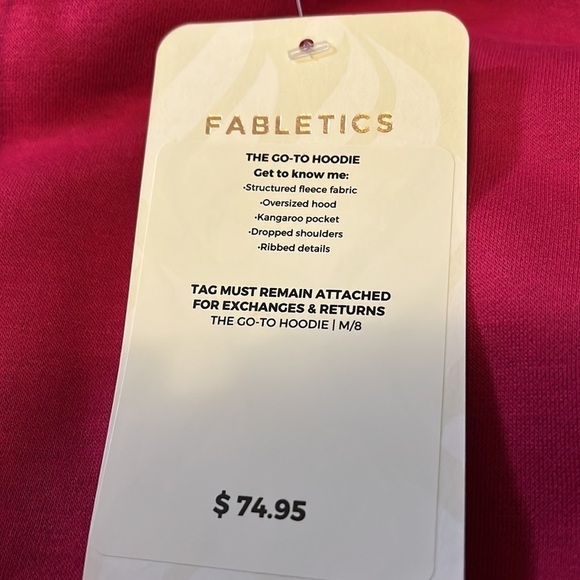 FABLETICS
THE GO-TO HOODIE
Get to know me:
•Structured fleece fabric
•Oversized hood
•Kangaroo pocket
•Dropped shoulders
•Ribbed details
TAG MUST REMAIN ATTACHED
FOR EXCHANGES & RETURNS
THE GO-TO HOODIE | M/8
$ 74.95